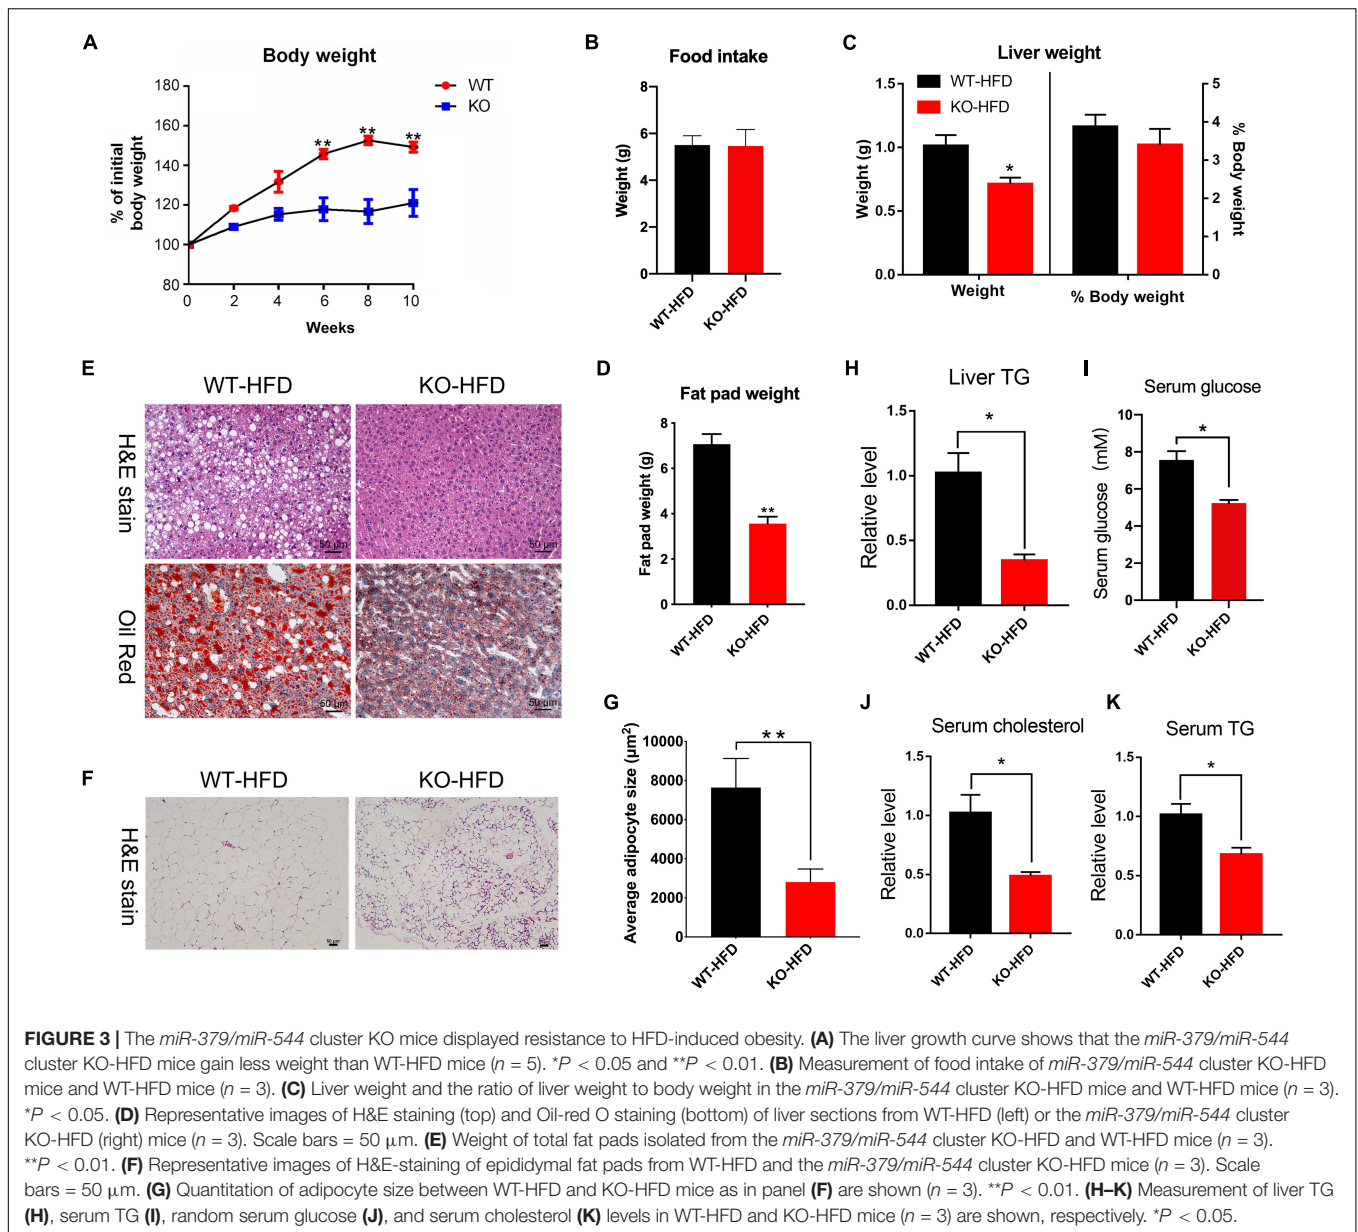 A
Body weight
WT
KO
% of initial
body weight
180
160
140
120
100
80
**
**
**
0
2
4
6
8
10
Weeks
B
Food intake
Weight (g)
8
6
4
2
0
WT-HFD
KO-HFD
C
Liver weight
WT-HFD
KO-HFD
Weight (g)
1.5
1.0
0.5
0.0
*
5
4
3
2
1
0
% Body weight
Weight
% Body weight
E
WT-HFD
KO-HFD
H&E stain
50 µm
50 µm
Oil Red
50 µm
50 µm
D
Fat pad weight
Fat pad weight (g)
8
6
4
2
0
**
WT-HFD
KO-HFD
H
Liver TG
Relative level
1.5
1.0
0.5
0.0
*
WT-HFD
KO-HFD
I
Serum glucose
Serum glucose (mM)
10
8
6
4
2
0
*
WT-HFD
KO-HFD
F
WT-HFD
KO-HFD
H&E stain
50 µm
G
Average adipocyte size (µm²)
10000
8000
6000
4000
2000
0
**
WT-HFD
KO-HFD
J
Serum cholesterol
Relative level
1.5
1.0
0.5
0.0
*
WT-HFD
KO-HFD
K
Serum TG
Relative level
1.5
1.0
0.5
0.0
*
WT-HFD
KO-HFD
FIGURE 3 | The miR-379/miR-544 cluster KO mice displayed resistance to HFD-induced obesity. (A) The liver growth curve shows that the miR-379/miR-544
cluster KO-HFD mice gain less weight than WT-HFD mice (n = 5). *P < 0.05 and **P < 0.01. (B) Measurement of food intake of miR-379/miR-544 cluster KO-HFD
mice and WT-HFD mice (n = 3). (C) Liver weight and the ratio of liver weight to body weight in the miR-379/miR-544 cluster KO-HFD mice and WT-HFD mice (n = 3).
*P < 0.05. (D) Representative images of H&E staining (top) and Oil-red O staining (bottom) of liver sections from WT-HFD (left) or the miR-379/miR-544 cluster
KO-HFD (right) mice (n = 3). Scale bars = 50 µm. (E) Weight of total fat pads isolated from the miR-379/miR-544 cluster KO-HFD and WT-HFD mice (n = 3).
**P < 0.01. (F) Representative images of H&E-staining of epididymal fat pads from WT-HFD and the miR-379/miR-544 cluster KO-HFD mice (n = 3). Scale
bars = 50 µm. (G) Quantitation of adipocyte size between WT-HFD and KO-HFD mice as in panel (F) are shown (n = 3). **P < 0.01. (H–K) Measurement of liver TG
(H), serum TG (I), random serum glucose (J), and serum cholesterol (K) levels in WT-HFD and KO-HFD mice (n = 3) are shown, respectively. *P < 0.05.